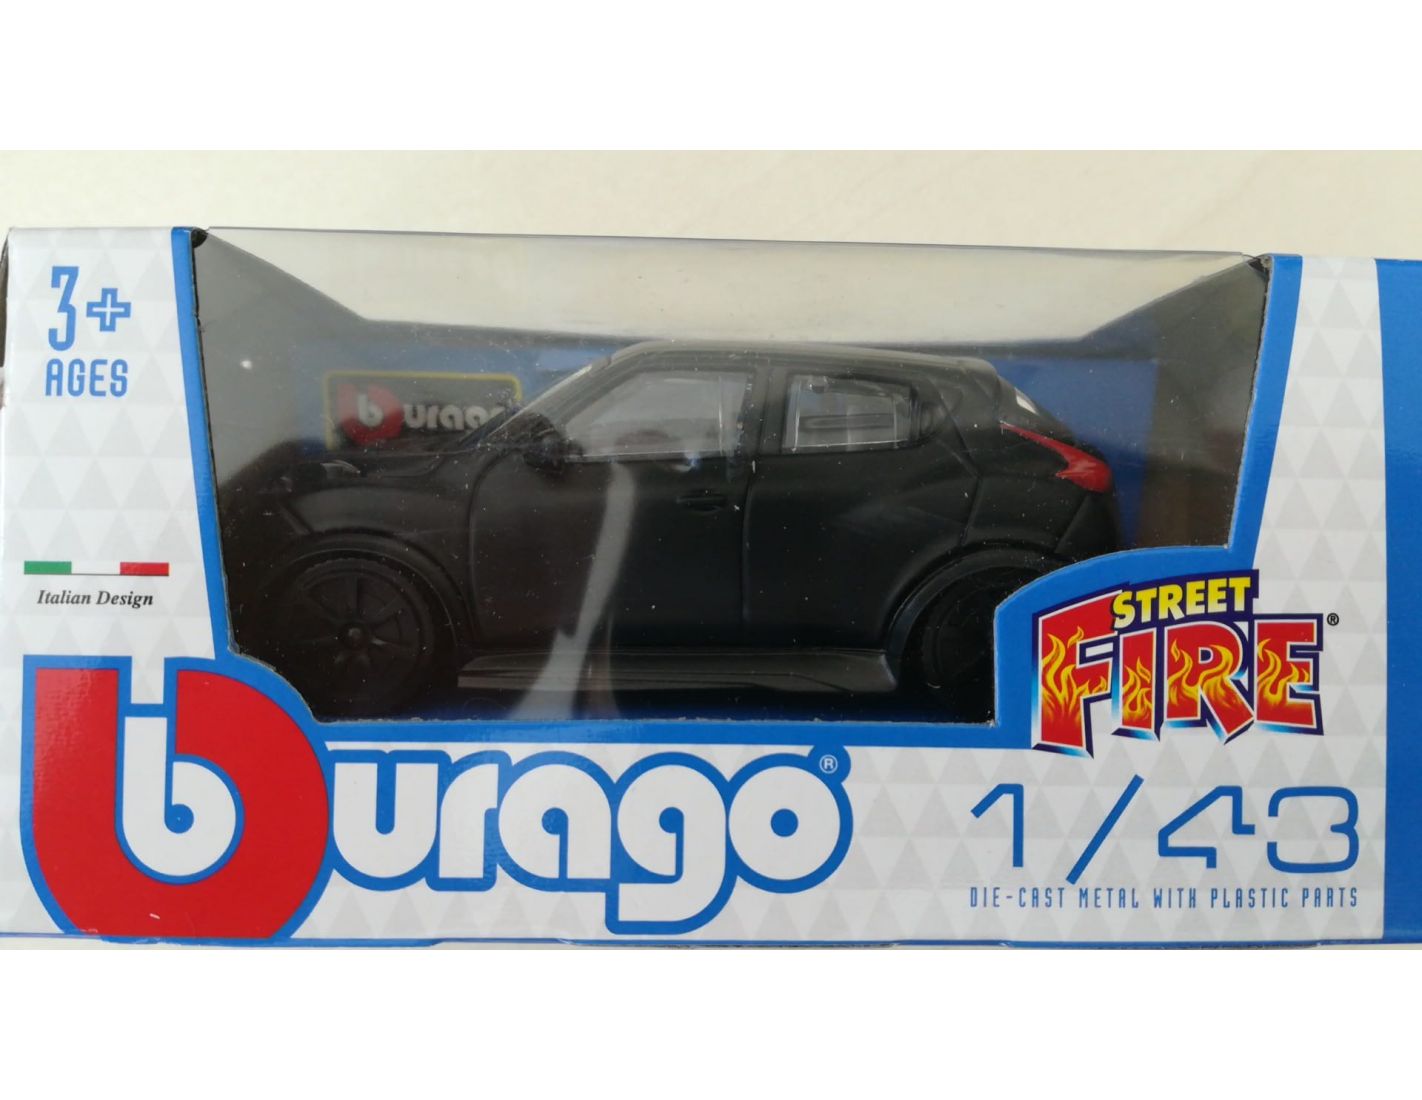 3+
AGES
burago
Italian Design
STREET
FIRE®
burago®
1/43
DIE-CAST METAL WITH PLASTIC PARTS